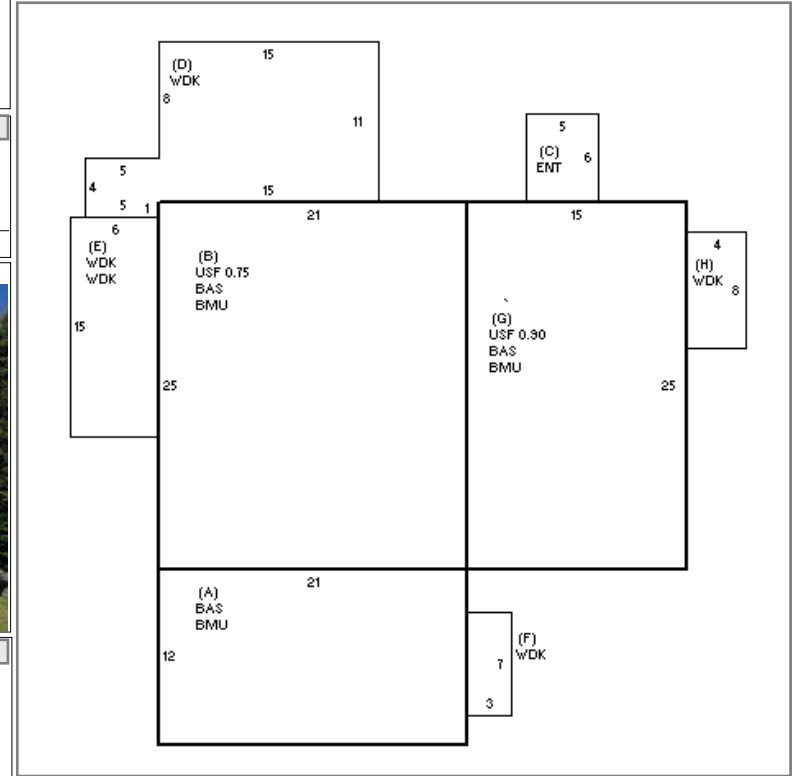 15
(D)
WDK
8
11
5
(C)
ENT
6
5
4
5
1
15
6
21
15
(E)
WDK
WDK
15
(B)
USF 0.75
BAS
BMU
4
(H)
WDK
8
(G)
USF 0.90
BAS
BMU
25
25
21
(A)
BAS
BMU
12
(F)
WDK
7
3